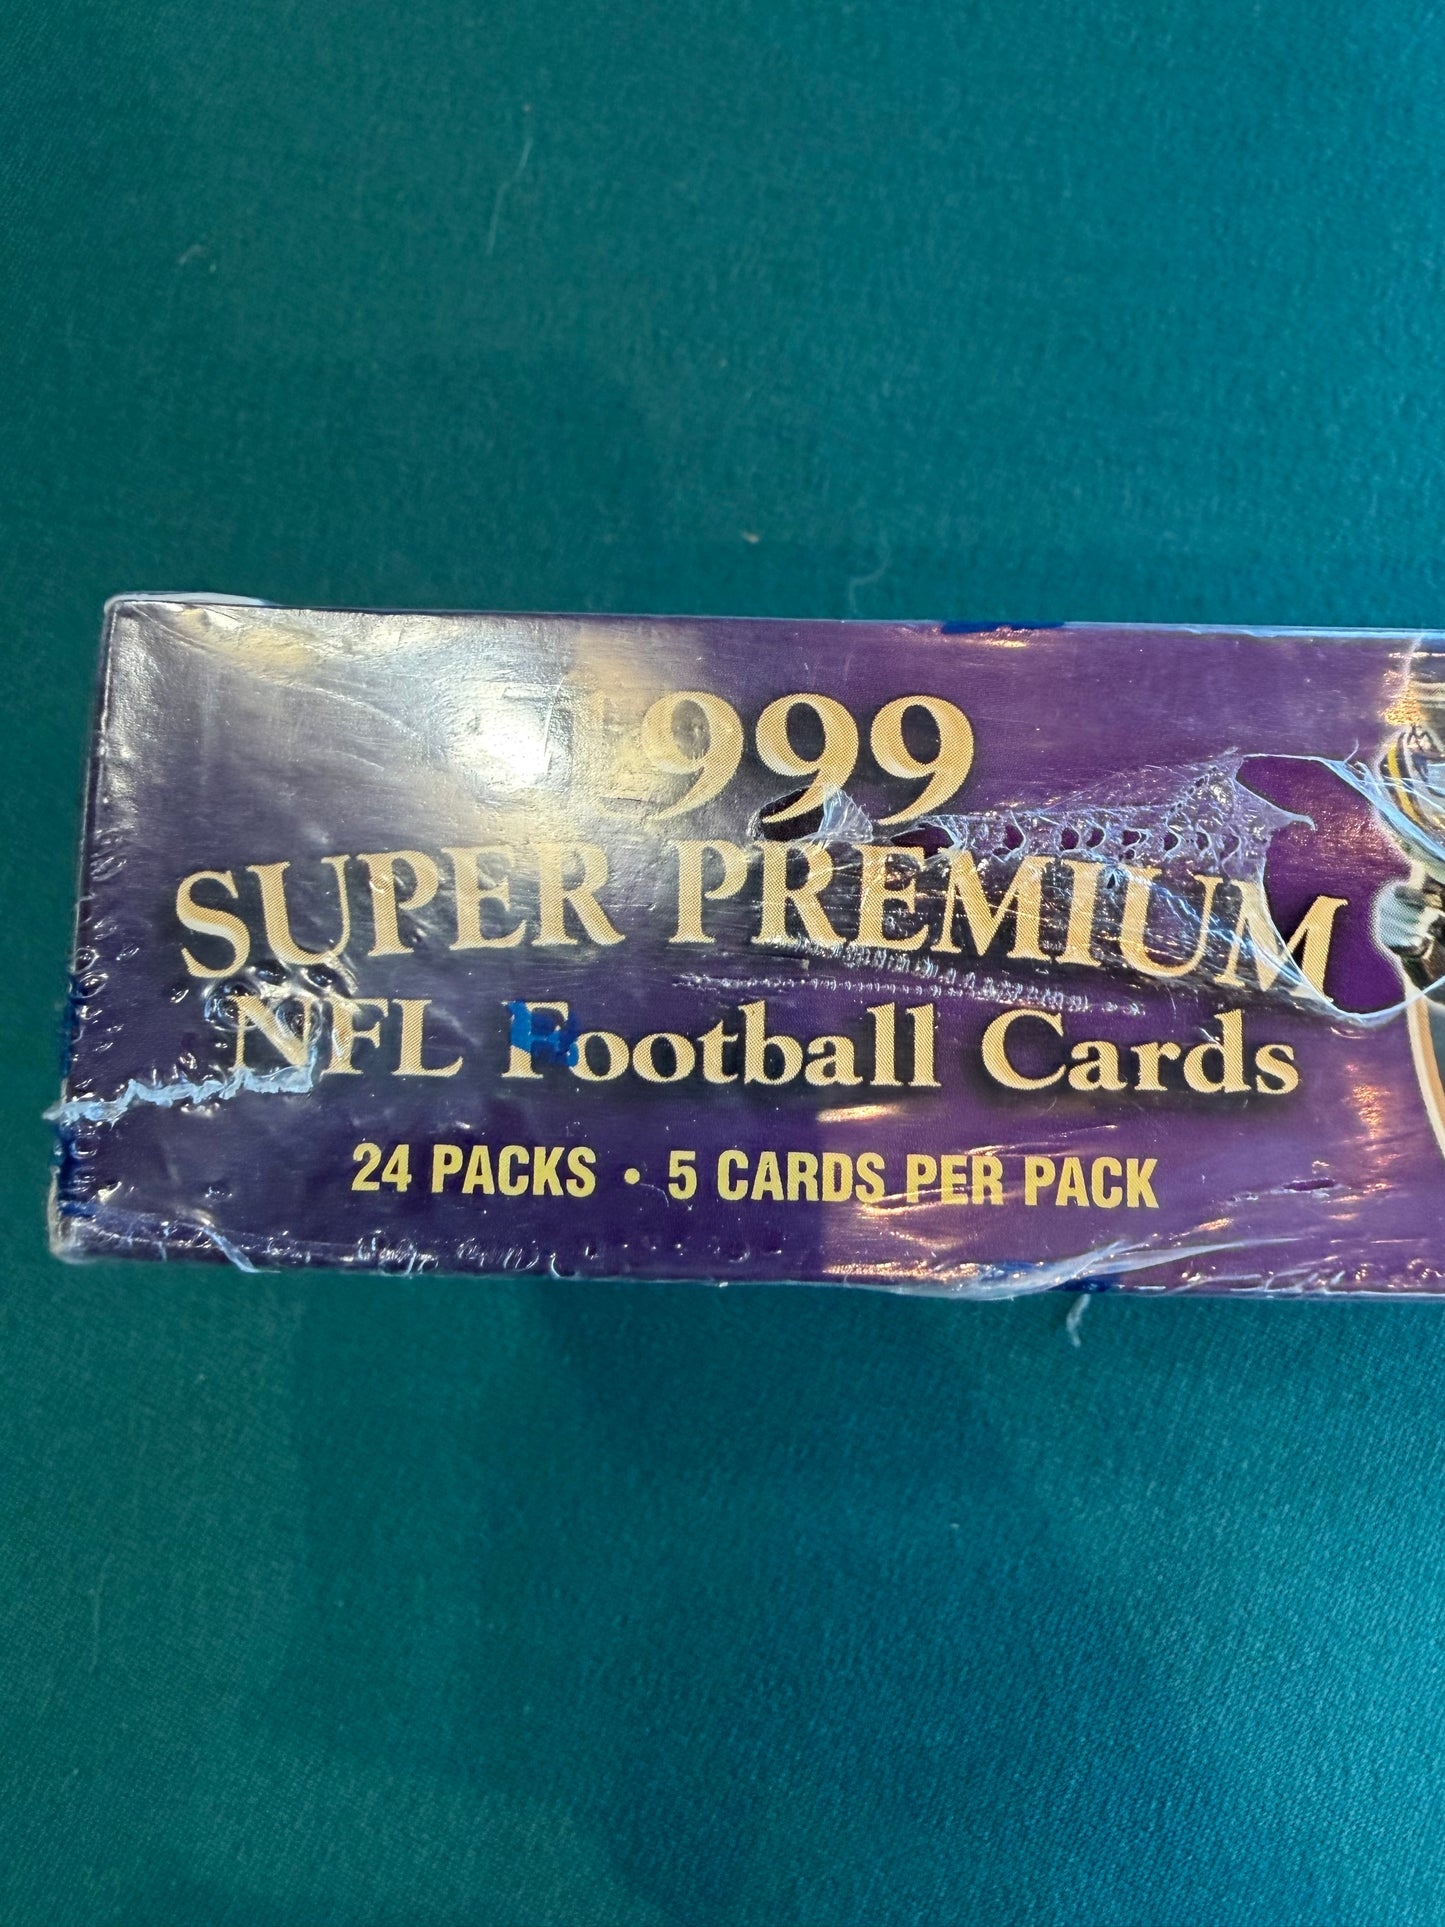 1999
SUPER PREMIUM
NFL Football Cards
24 PACKS • 5 CARDS PER PACK